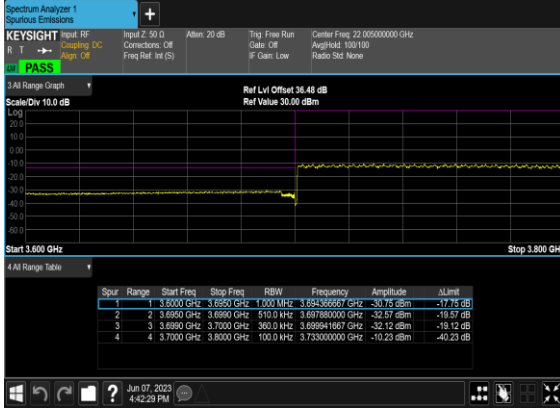 Spectrum Analyzer 1
Spurious Emissions
+
KEYSIGHT
R T
Input: RF
Coupling: DC
Align: Off
Input Z: 50 Ω
Corrections: Off
Freq Ref: Int (S)
Atten: 20 dB
Trig: Free Run
Gate: Off
IF Gain: Low
Center Freq: 22.005000000 GHz
Avg|Hold: 100/100
Radio Std: None
PASS
3 All Range Graph
Scale/Div 10.0 dB
Ref Lvl Offset 36.48 dB
Ref Value 30.00 dBm
Log
20.0
10.0
0.00
-10.0
-20.0
-30.0
-40.0
-50.0
-60.0
Start 3.600 GHz
Stop 3.800 GH
4 All Range Table
Spur Range Start Freq Stop Freq RBW Frequency Amplitude ΔLimit
1 1 3.6000 GHz 3.6950 GHz 1.000 MHz 3.694366667 GHz -30.75 dBm -17.75 dB
2 2 3.6950 GHz 3.6990 GHz 510.0 kHz 3.697880000 GHz -32.57 dBm -19.57 dB
3 3 3.6990 GHz 3.7000 GHz 360.0 kHz 3.699941667 GHz -32.12 dBm -19.12 dB
4 4 3.7000 GHz 3.8000 GHz 100.0 kHz 3.733000000 GHz -10.23 dBm -40.23 dB
?
Jun 07, 2023
4:42:29 PM